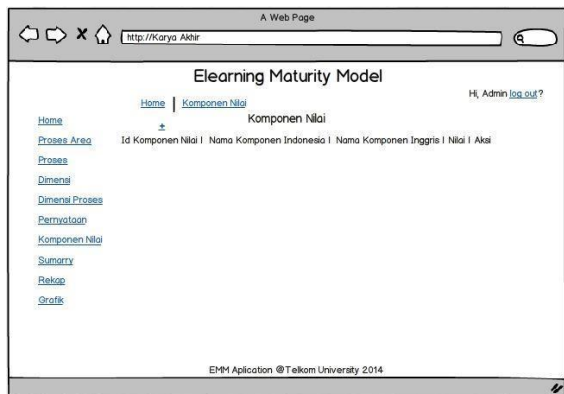 A Web Page
http://Karya Akhir
Elearning Maturity Model
Hi, Admin log out?
Home | Komponen Nilai
+
Komponen Nilai
Id Komponen Nilai | Nama Komponen Indonesia | Nama Komponen Inggris | Nilai | Aksi
Home
Proses Area
Proses
Dimensi
Dimensi Proses
Pernyataan
Komponen Nilai
Sumarry
Rekap
Grafik
EMM Aplication @Telkom University 2014